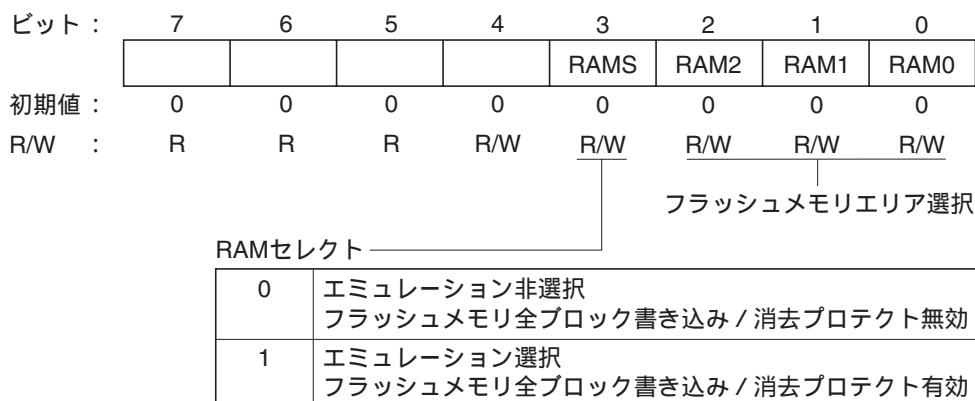 ビット： 7 6 5 4 3 2 1 0
RAMS RAM2 RAM1 RAM0
初期値： 0 0 0 0 0 0 0 0
R/W ： R R R R/W R/W R/W R/W R/W
フラッシュメモリエリア選択
RAMセレクト
0 エミュレーション非選択
フラッシュメモリ全ブロック書き込み / 消去プロテクト無効
1 エミュレーション選択
フラッシュメモリ全ブロック書き込み / 消去プロテクト有効